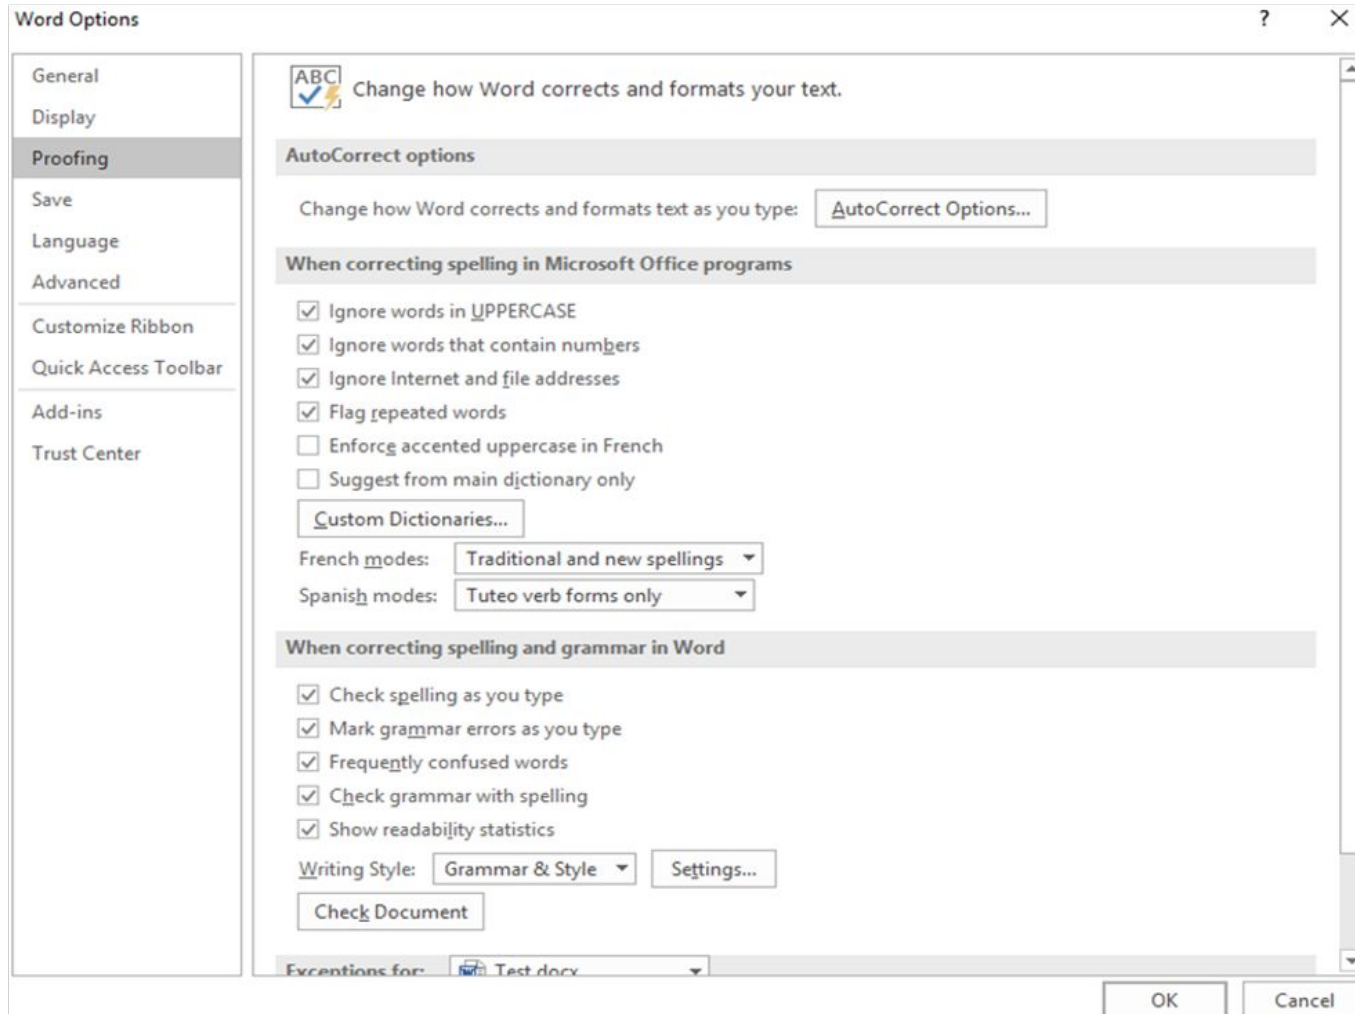 Word Options
?
General
Display
Proofing
Save
Language
Advanced
Customize Ribbon
Quick Access Toolbar
Add-ins
Trust Center
ABC
Change how Word corrects and formats your text.
AutoCorrect options
Change how Word corrects and formats text as you type: AutoCorrect Options...
When correcting spelling in Microsoft Office programs
Ignore words in UPPERCASE
Ignore words that contain numbers
Ignore Internet and file addresses
Flag repeated words
Enforce accented uppercase in French
Suggest from main dictionary only
Custom Dictionaries...
French modes: Traditional and new spellings
Spanish modes: Tuteo verb forms only
When correcting spelling and grammar in Word
Check spelling as you type
Mark grammar errors as you type
Frequently confused words
Check grammar with spelling
Show readability statistics
Writing Style: Grammar & Style Settings...
Check Document
Exceptions for: Test.docx
OK Cancel